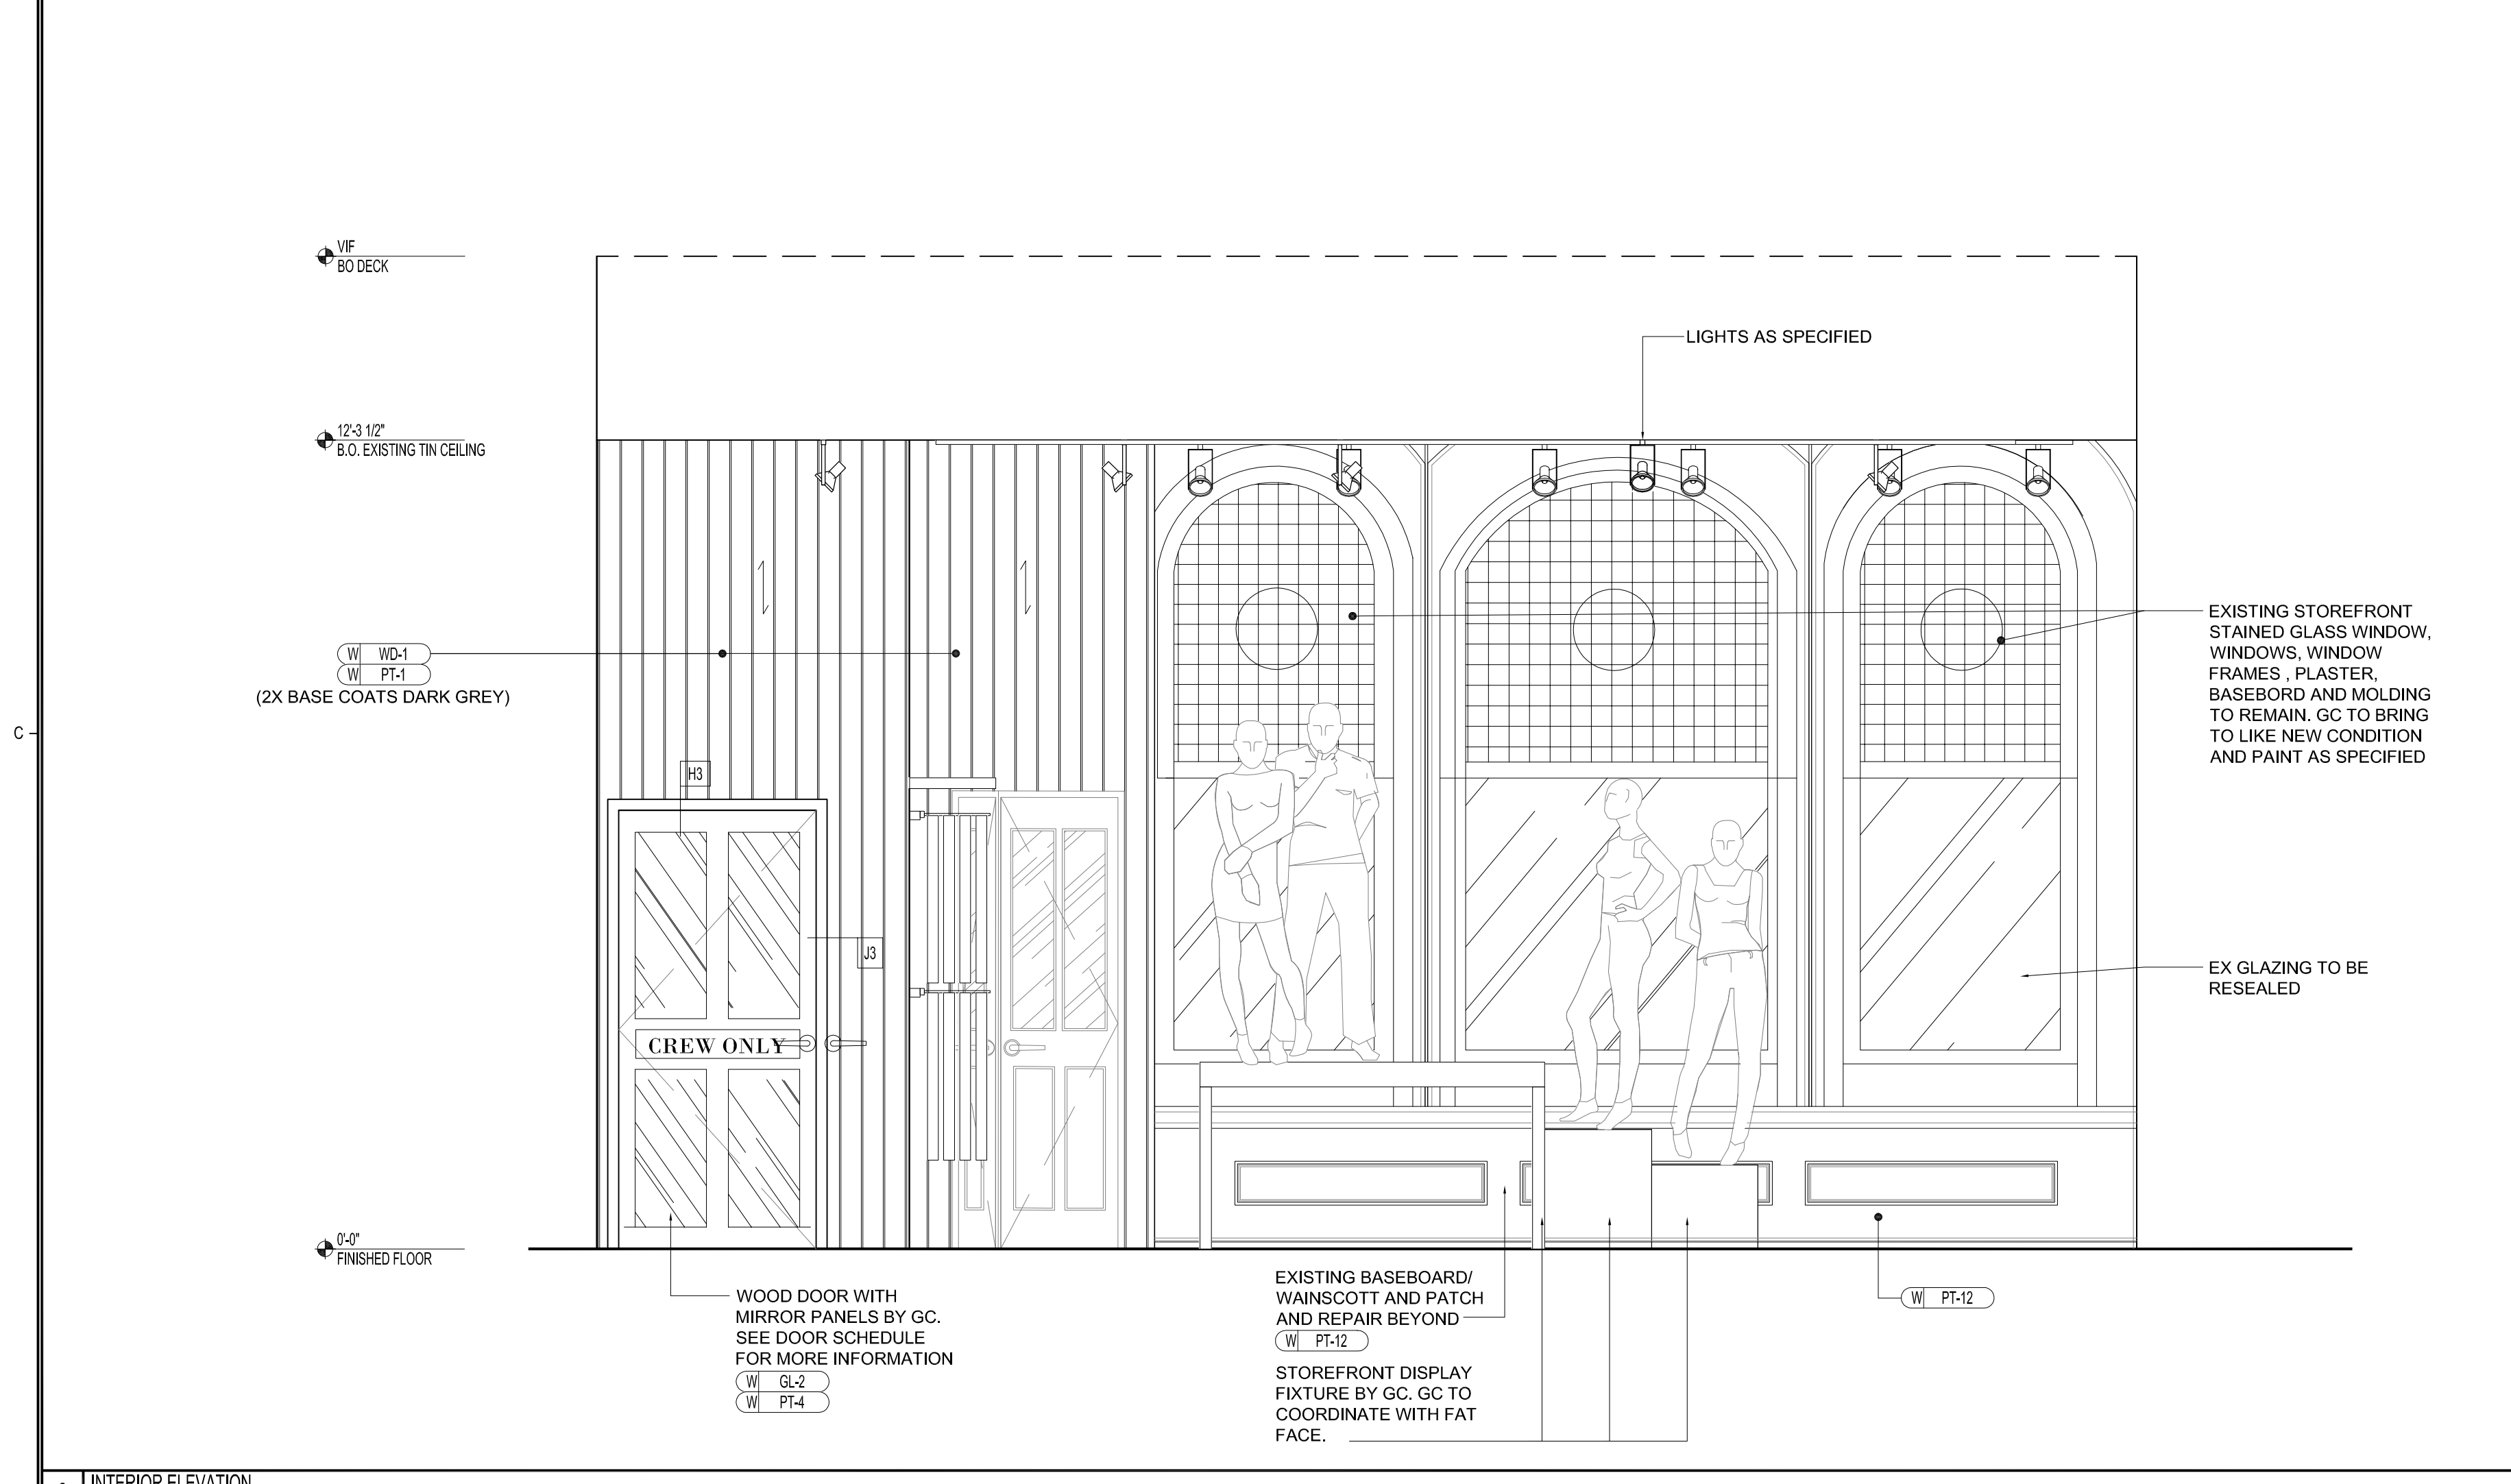 VIF
BO DECK
LIGHTS AS SPECIFIED
12'-3 1/2"
B.O. EXISTING TIN CEILING
EXISTING STOREFRONT
STAINED GLASS WINDOW,
WINDOWS, WINDOW
FRAMES , PLASTER,
BASEBORD AND MOLDING
TO REMAIN. GC TO BRING
TO LIKE NEW CONDITION
AND PAINT AS SPECIFIED
W WD-1
W PT-1
(2X BASE COATS DARK GREY)
C
H3
J3
EX GLAZING TO BE
RESEALED
CREW ONLY
0'-0"
FINISHED FLOOR
WOOD DOOR WITH
MIRROR PANELS BY GC.
SEE DOOR SCHEDULE
FOR MORE INFORMATION
W GL-2
W PT-4
EXISTING BASEBOARD/
WAINSCOTT AND PATCH
AND REPAIR BEYOND
W PT-12
STOREFRONT DISPLAY
FIXTURE BY GC. GC TO
COORDINATE WITH FAT
FACE.
W PT-12
INTERIOR ELEVATION